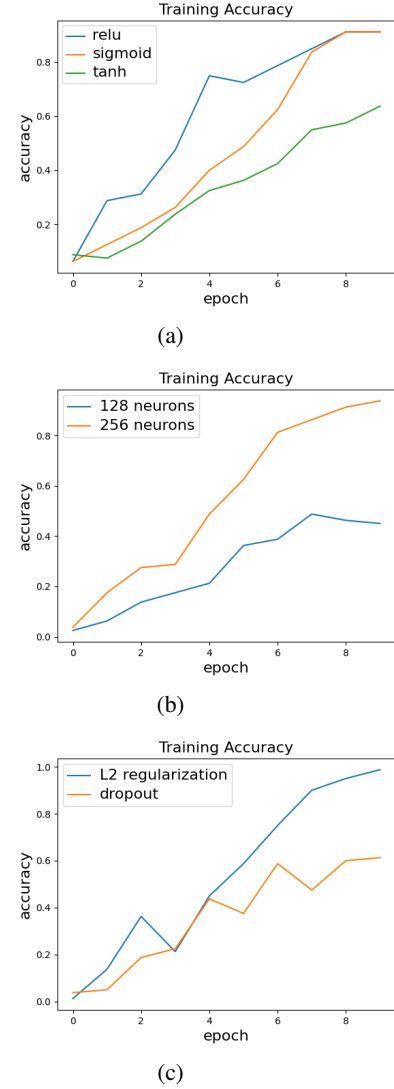 Training Accuracy
relu
sigmoid
tanh
0.8
0.6
0.4
0.2
accuracy
0 2 4 6 8
epoch
(a)
Training Accuracy
128 neurons
256 neurons
0.8
0.6
0.4
0.2
0.0
accuracy
0 2 4 6 8
epoch
(b)
Training Accuracy
L2 regularization
dropout
1.0
0.8
0.6
0.4
0.2
0.0
accuracy
0 2 4 6 8
epoch
(c)